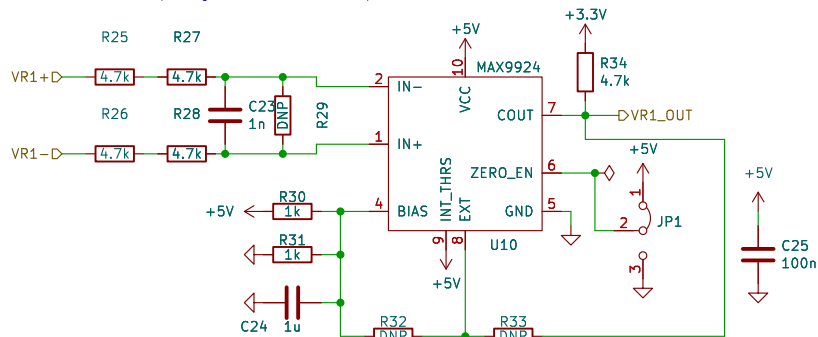 +3.3V
R25 R27
+5V
MAX9924
R34
4.7k
VR1+ 4.7k 4.7k
2 IN-
10
VCC
C23
1n
DNP
R29
COUT 7
VR1_OUT
R26 R28
VR1- 4.7k 4.7k
1 IN+
+5V
INT_THRS
EXT
ZERO_EN 6
1
+5V
R30
+5V 1k
4 BIAS
GND 5
2 JP1
R31
1k
9 8
U10
C25
100n
+5V
3
C24 1u
R32 R33
DNP DNP